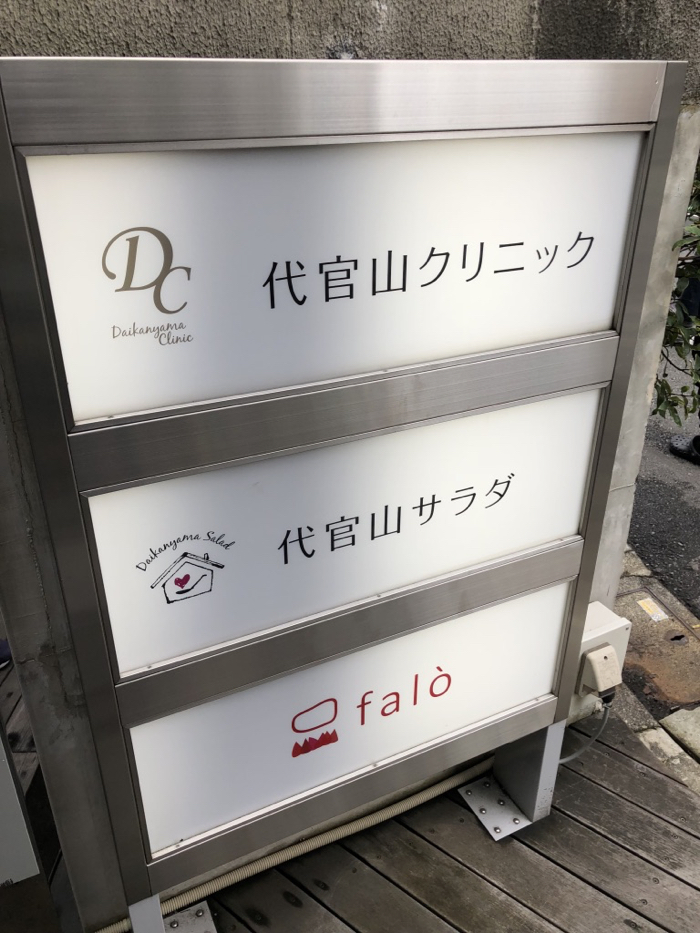 DC
Daikanyama
Clinic
代官山クリニック
Daikanyama Salad
代官山サラダ
falò